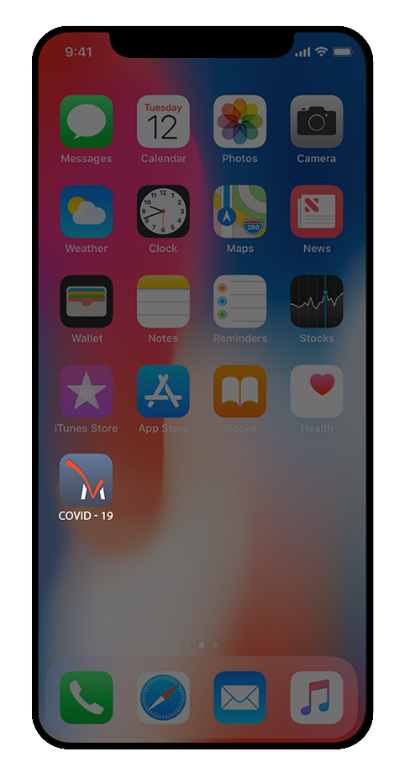 9:41
Tuesday
12
Messages
Calendar
Photos
Camera
12
280
Weather
Clock
Maps
News
Wallet
Notes
Reminders
Stocks
iTunes Store
App Store
iBooks
Health
COVID - 19